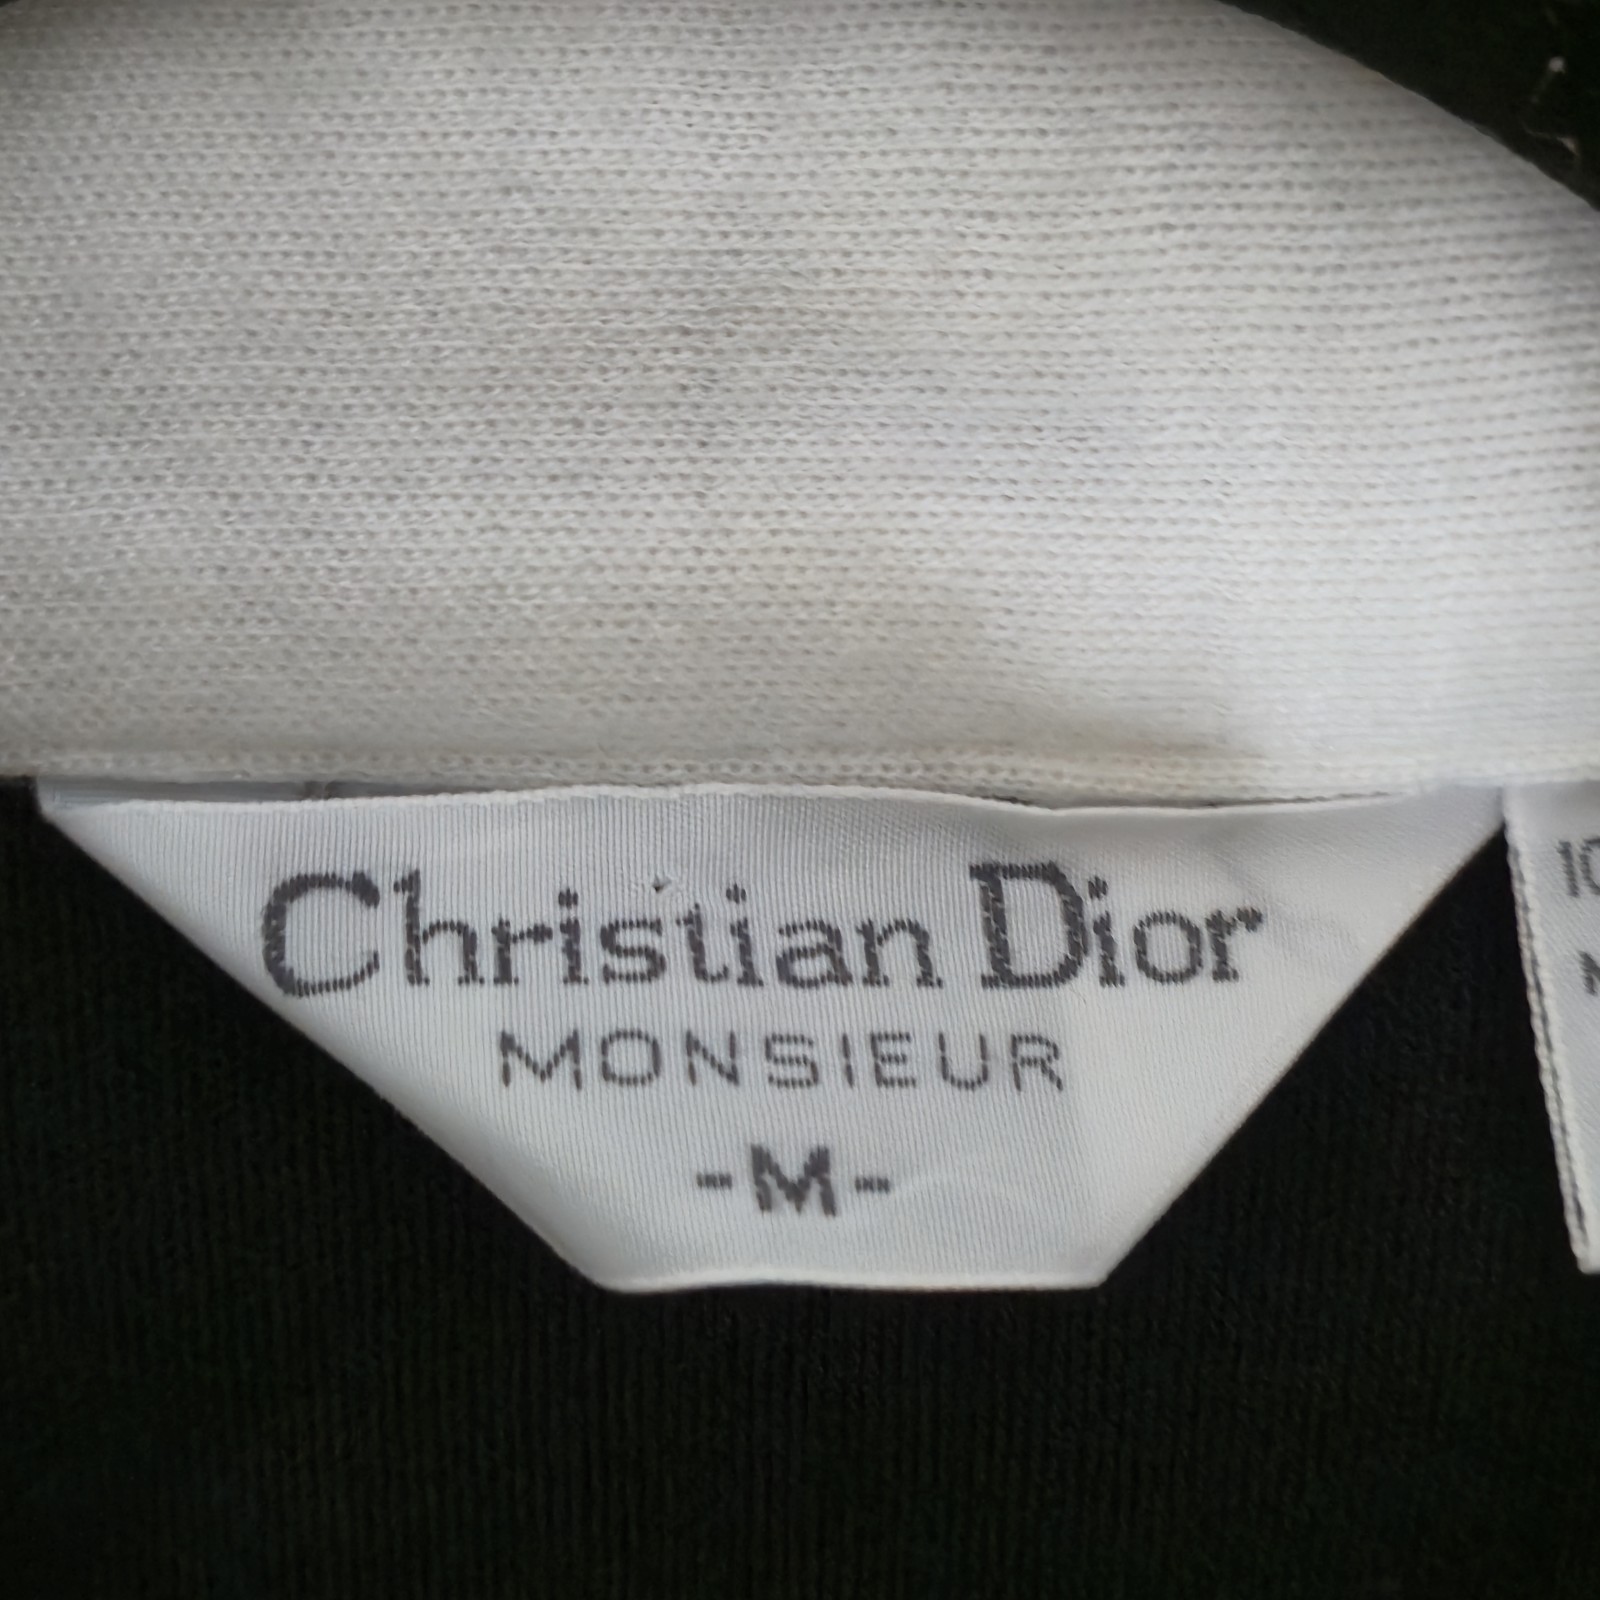 Christian Dior
MONSIEUR
-M-